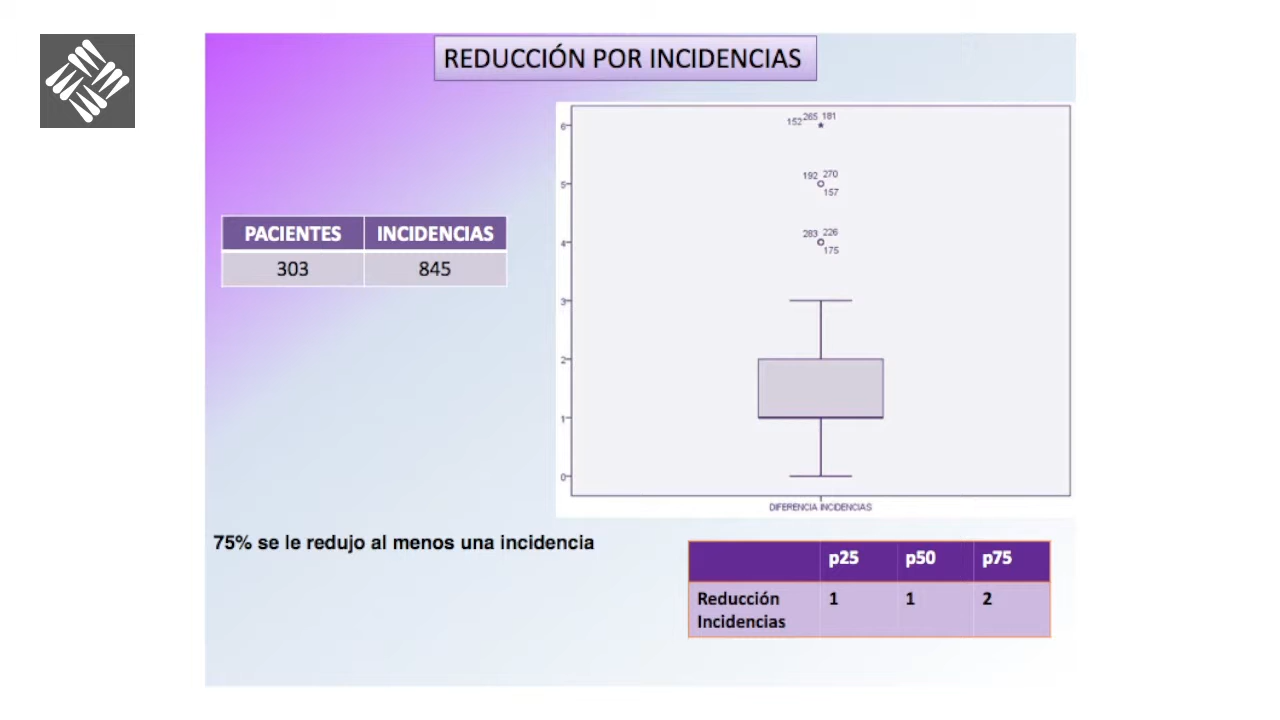 REDUCCIÓN POR INCIDENCIAS
PACIENTES INCIDENCIAS
303 845
6
152 265 181
5
192 270
157
4
283 226
175
3
2
1
0
DIFERENCIA INCIDENCIAS
75% se le redujo al menos una incidencia
p25 p50 p75
Reducción 1 1 2
Incidencias